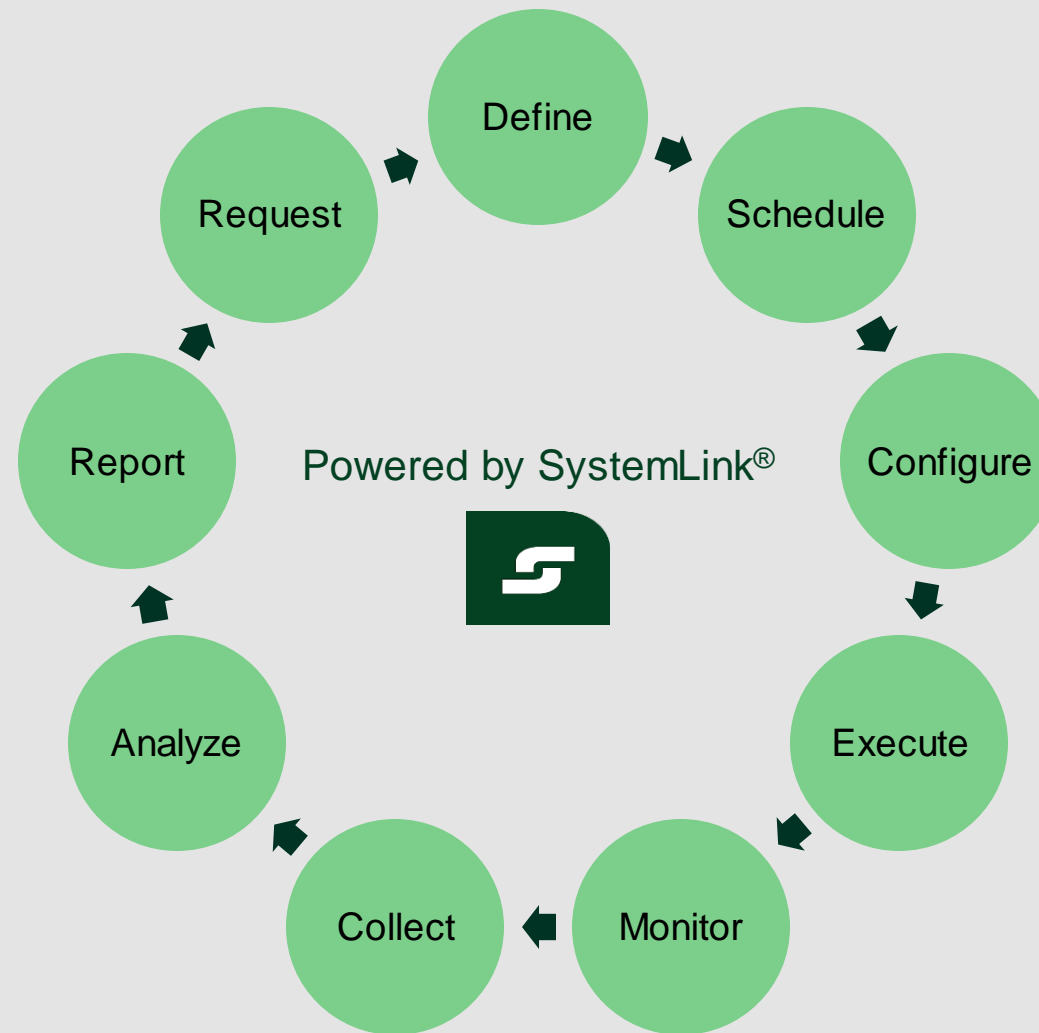 Define
Request
Schedule
Report
Powered by SystemLink®
Configure
Analyze
Execute
Collect
Monitor